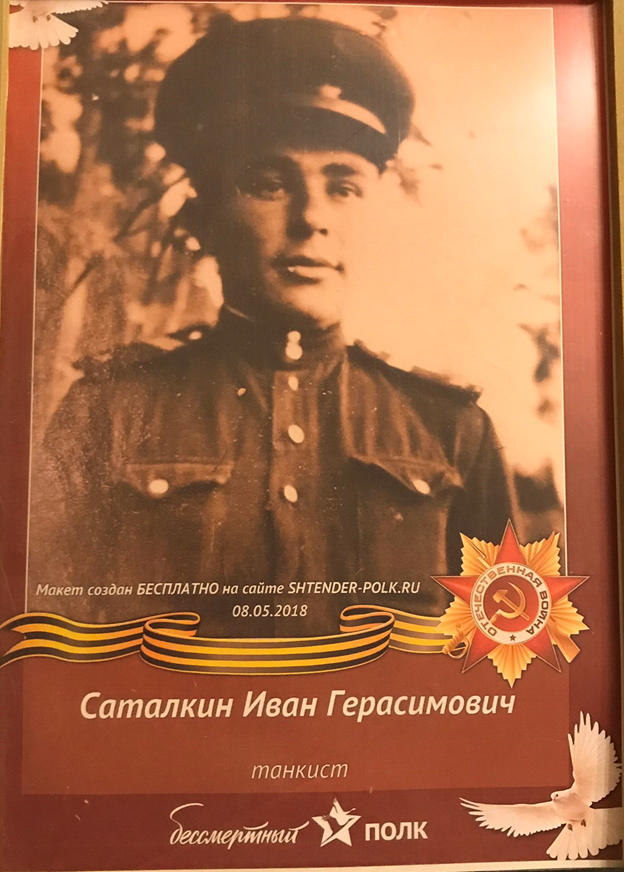 Макет создан БЕСПЛАТНО на сайте SHTENDER-POLK.RU
08.05.2018
ОТЕЧЕСТВЕННАЯ ВОЙНА
Саталкин Иван Герасимович
танкист
бессмертный ПОЛК